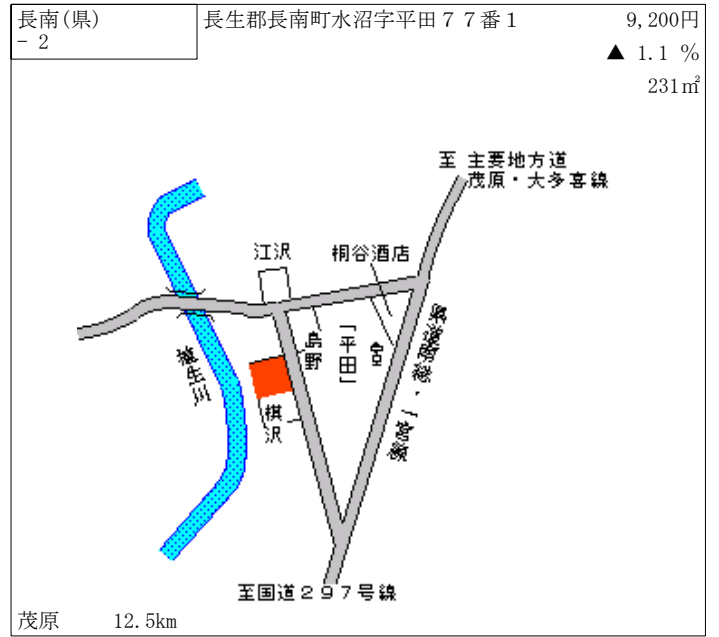 長南(県)
- 2
長生郡長南町水沼字平田７７番１
9,200円
▲ 1.1 %
231㎡
至 主要地方道
茂原・大多喜線
江沢
桐谷酒店
島野
「平田」
宮
埴生川
棋沢
至国道２９７号線
茂原 12.5km